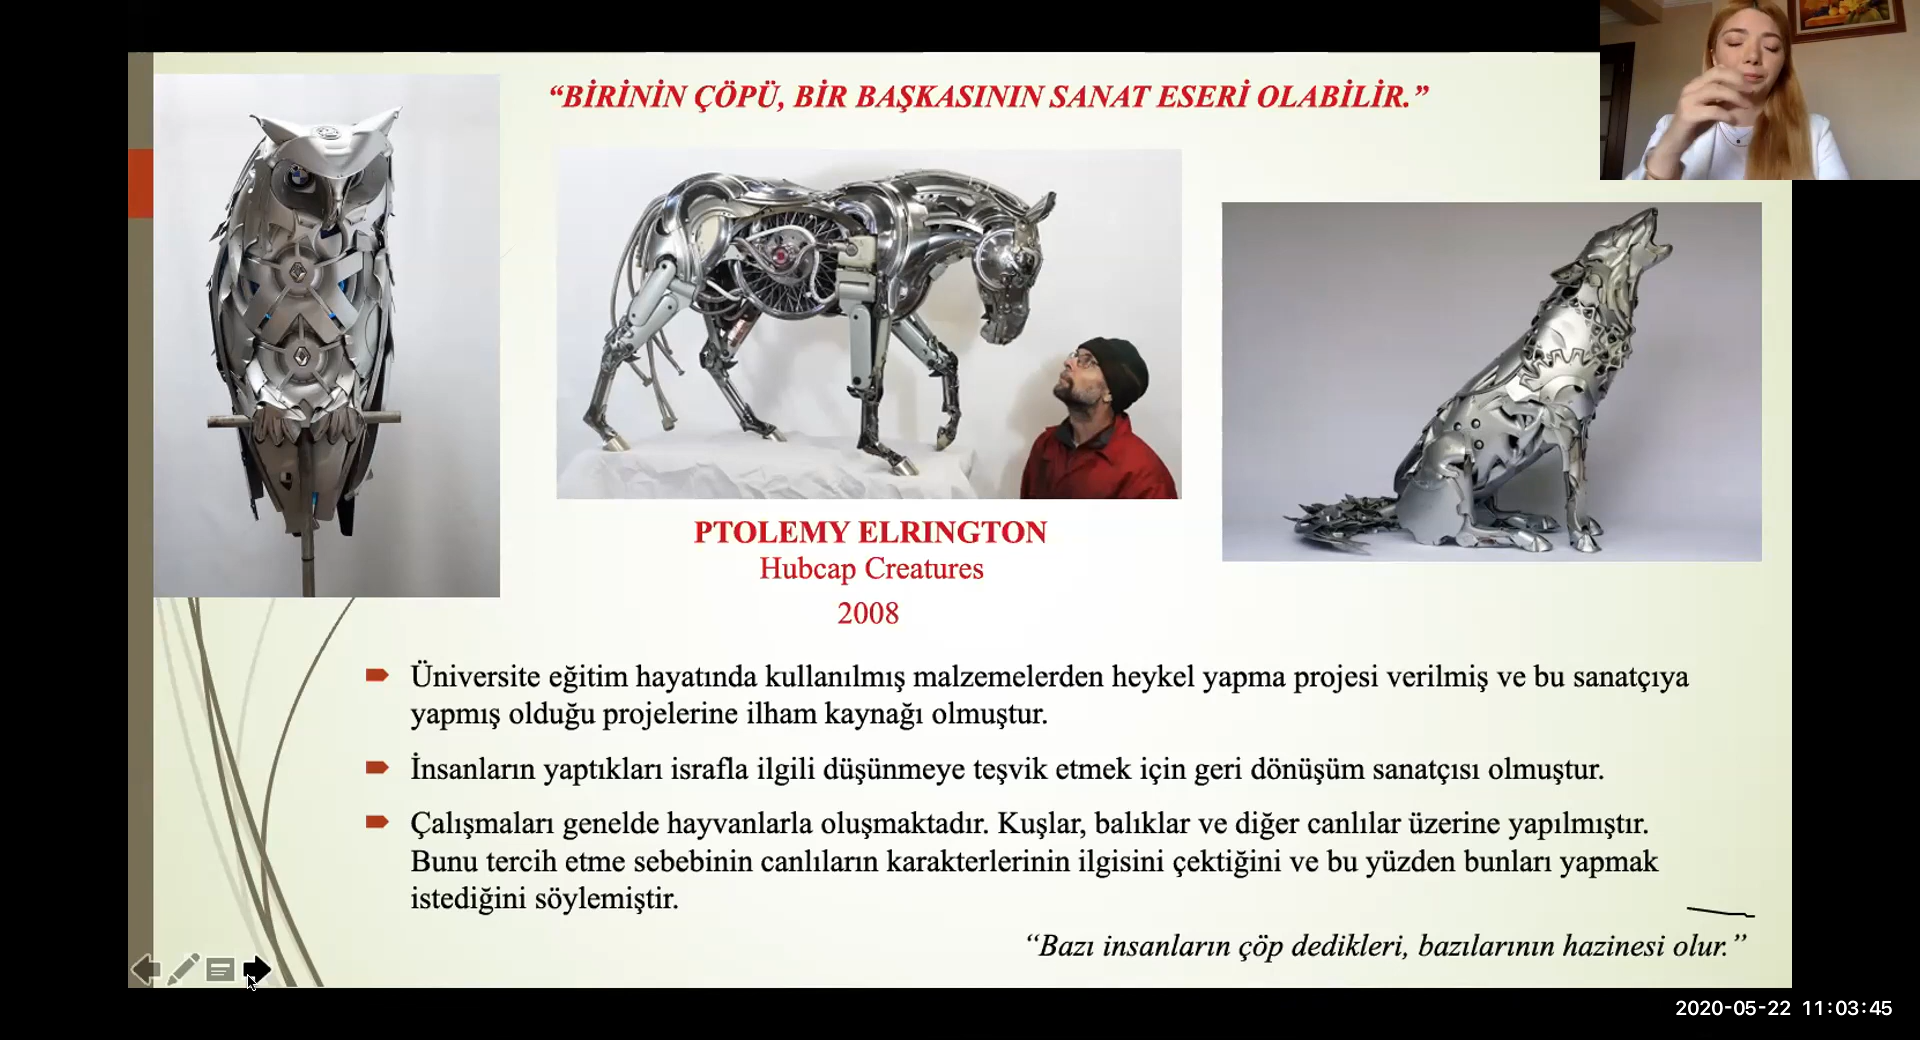 “BİRİNİN ÇÖPÜ, BİR BAŞKASININ SANAT ESERİ OLABİLİR.”
PTOLEMY ELRINGTON
Hubcap Creatures
2008
Üniversite eğitim hayatında kullanılmış malzemelerden heykel yapma projesi verilmiş ve bu sanatçıya
yapmış olduğu projelerine ilham kaynağı olmuştur.
İnsanların yaptıkları israfla ilgili düşünmeye teşvik etmek için geri dönüşüm sanatçısı olmuştur.
Çalışmaları genelde hayvanlarla oluşmaktadır. Kuşlar, balıklar ve diğer canlılar üzerine yapılmıştır.
Bunu tercih etme sebebinin canlıların karakterlerinin ilgisini çektiğini ve bu yüzden bunları yapmak
istediğini söylemiştir.
“Bazı insanların çöp dedikleri, bazılarının hazinesi olur.”
2020-05-22 11:03:45